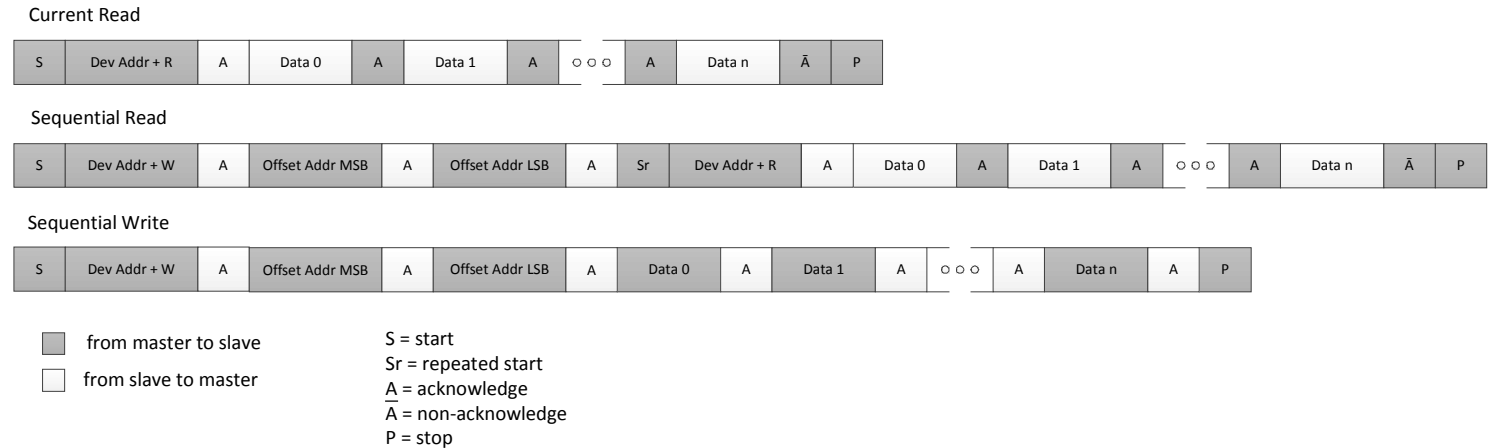 Current Read
S Dev Addr + R A Data 0 A Data 1 A A Data n Ā P
Sequential Read
S Dev Addr + W A Offset Addr MSB A Offset Addr LSB A Sr Dev Addr + R A Data 0 A Data 1 A A Data n Ā P
Sequential Write
S Dev Addr + W A Offset Addr MSB A Offset Addr LSB A Data 0 A Data 1 A A Data n A P
from master to slave
from slave to master
S = start
Sr = repeated start
A = acknowledge
Ā = non-acknowledge
P = stop